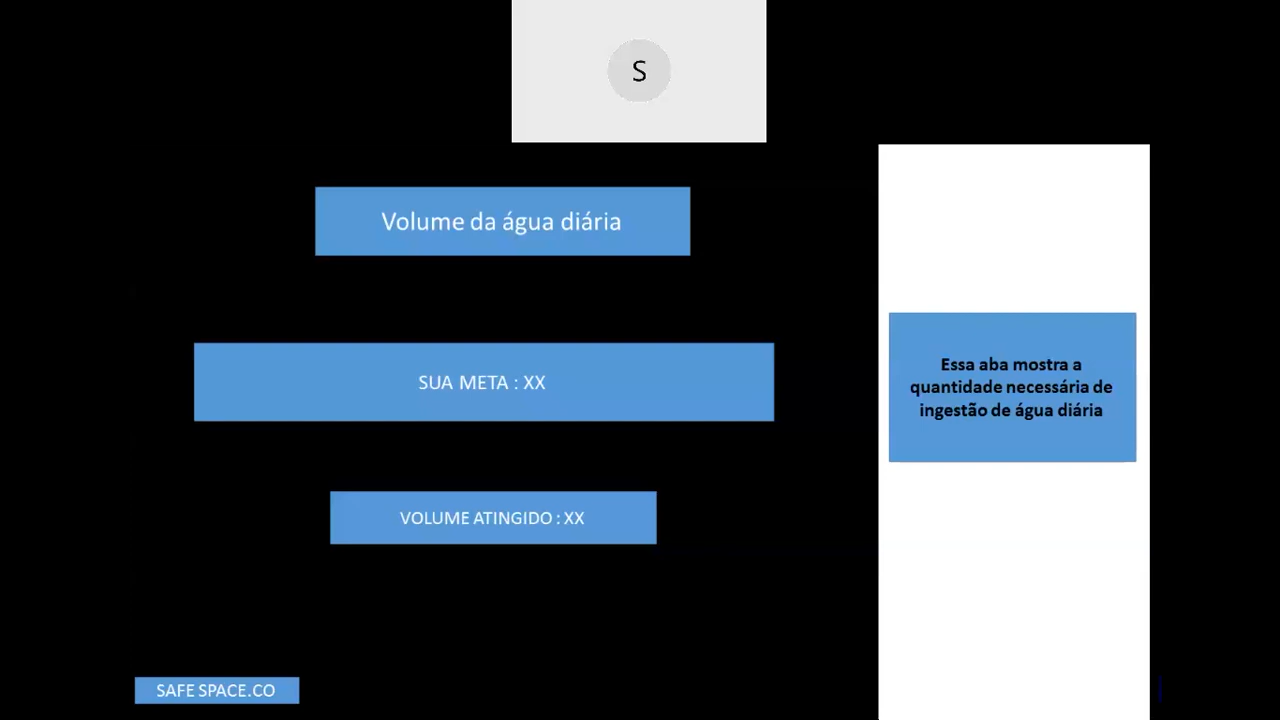 S
Volume da água diária
SUA META : XX
VOLUME ATINGIDO : XX
Essa aba mostra a
quantidade necessária de
ingestão de água diária
SAFE SPACE.CO